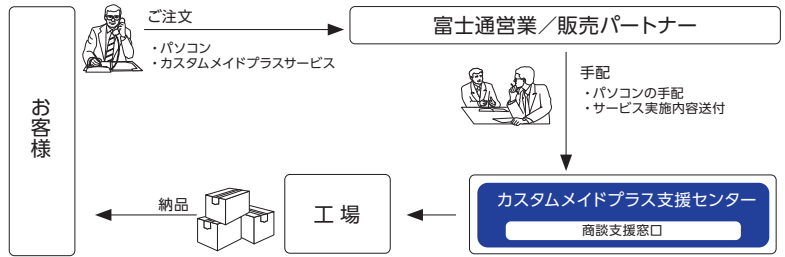 お客様
ご注文
・パソコン
・カスタムメイドプラスサービス
富士通営業／販売パートナー
手配
・パソコンの手配
・サービス実施内容送付
カスタムメイドプラス支援センター
商談支援窓口
工場
納品